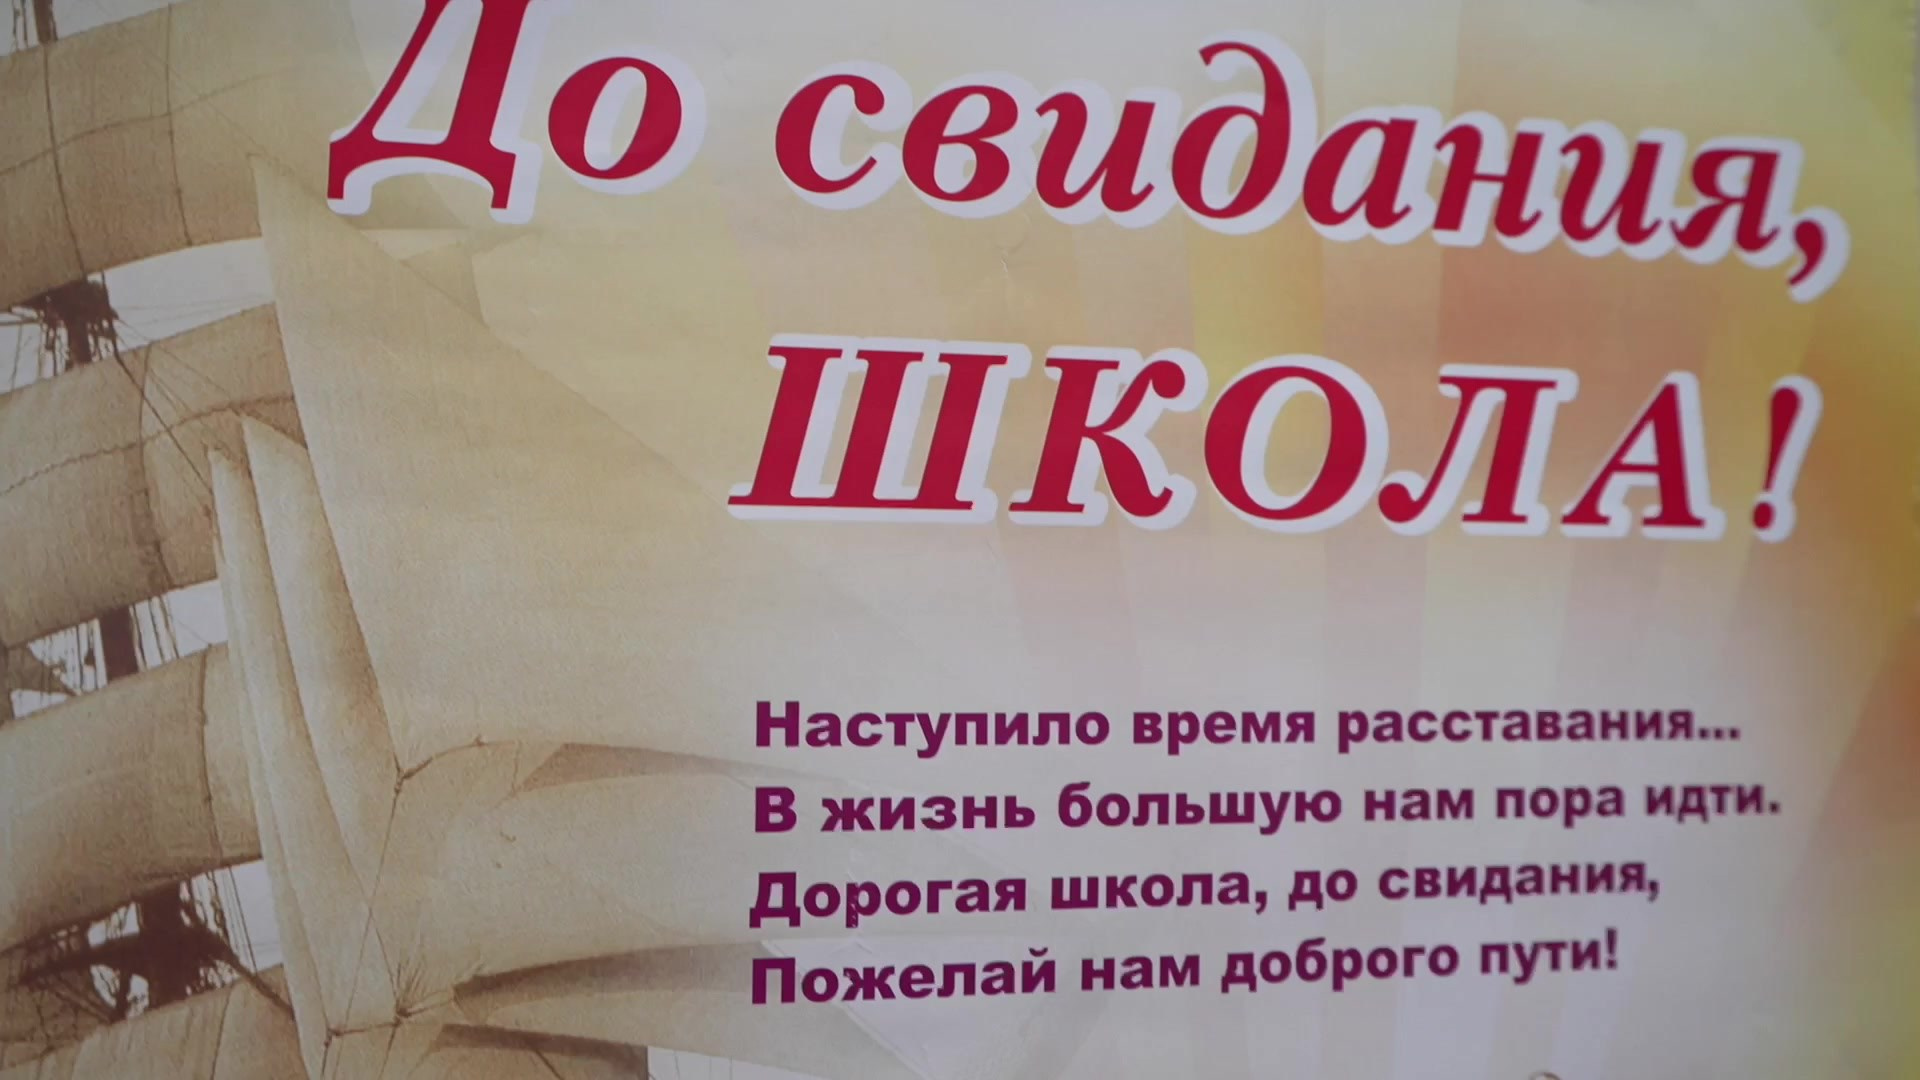 До свидания,
ШКОЛА!
Наступило время расставания...
В жизнь большую нам пора идти.
Дорогая школа, до свидания,
Пожелай нам доброго пути!